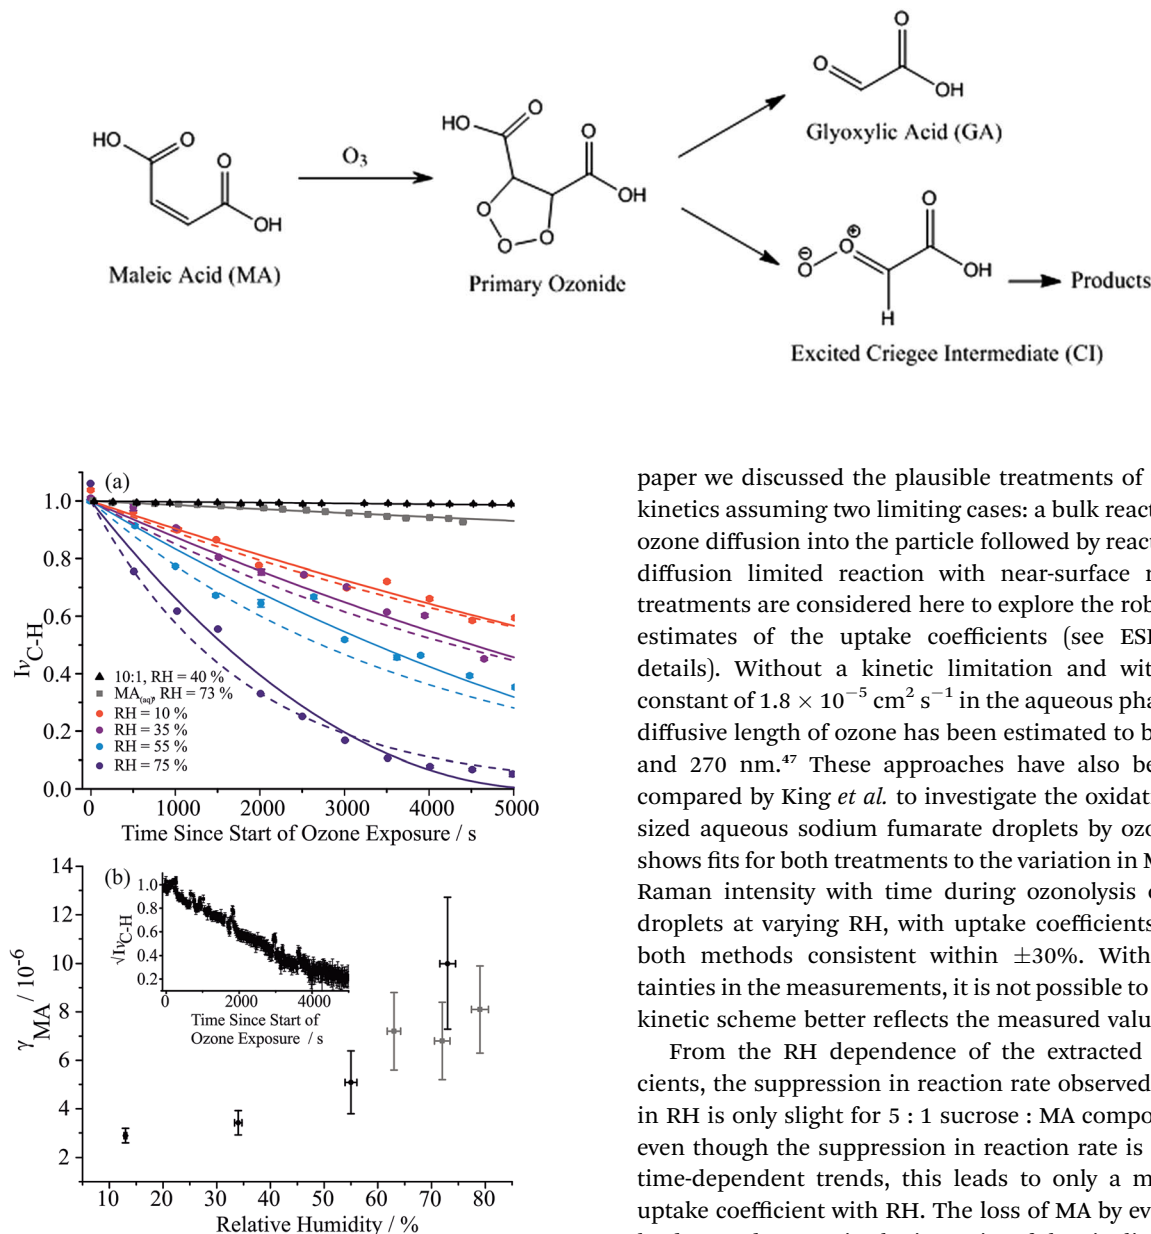 HO
O
O
OH
Maleic Acid (MA)
O₃
HO
O
O
OH
O
O
O
Primary Ozonide
O
O
OH
Glyoxylic Acid (GA)
O
⊖
O
⊕
O
OH
H
Products
Excited Criegee Intermediate (CI)
(a)
IνC-H
1.0
0.8
0.6
0.4
0.2
0.0
10:1, RH = 40 %
MA(aq), RH = 73 %
RH = 10 %
RH = 35 %
RH = 55 %
RH = 75 %
0 1000 2000 3000 4000 5000
Time Since Start of Ozone Exposure / s
(b)
γMA / 10⁻⁶
14
12
10
8
6
4
2
√IνC-H
1.0
0.8
0.6
0.4
0.2
0 2000 4000
Time Since Start of
Ozone Exposure / s
10 20 30 40 50 60 70 80
Relative Humidity / %
paper we discussed the plausible treatments of
kinetics assuming two limiting cases: a bulk react
ozone diffusion into the particle followed by reac
diffusion limited reaction with near-surface r
treatments are considered here to explore the rob
estimates of the uptake coefficients (see ESI
details). Without a kinetic limitation and wit
constant of 1.8 × 10⁻⁵ cm² s⁻¹ in the aqueous pha
diffusive length of ozone has been estimated to b
and 270 nm.⁴⁷ These approaches have also be
compared by King et al. to investigate the oxidati
sized aqueous sodium fumarate droplets by ozo
shows fits for both treatments to the variation in M
Raman intensity with time during ozonolysis o
droplets at varying RH, with uptake coefficients
both methods consistent within ±30%. With
tainties in the measurements, it is not possible to
kinetic scheme better reflects the measured valu
From the RH dependence of the extracted
cients, the suppression in reaction rate observed
in RH is only slight for 5 : 1 sucrose : MA compo
even though the suppression in reaction rate is
time-dependent trends, this leads to only a m
uptake coefficient with RH. The loss of MA by ev